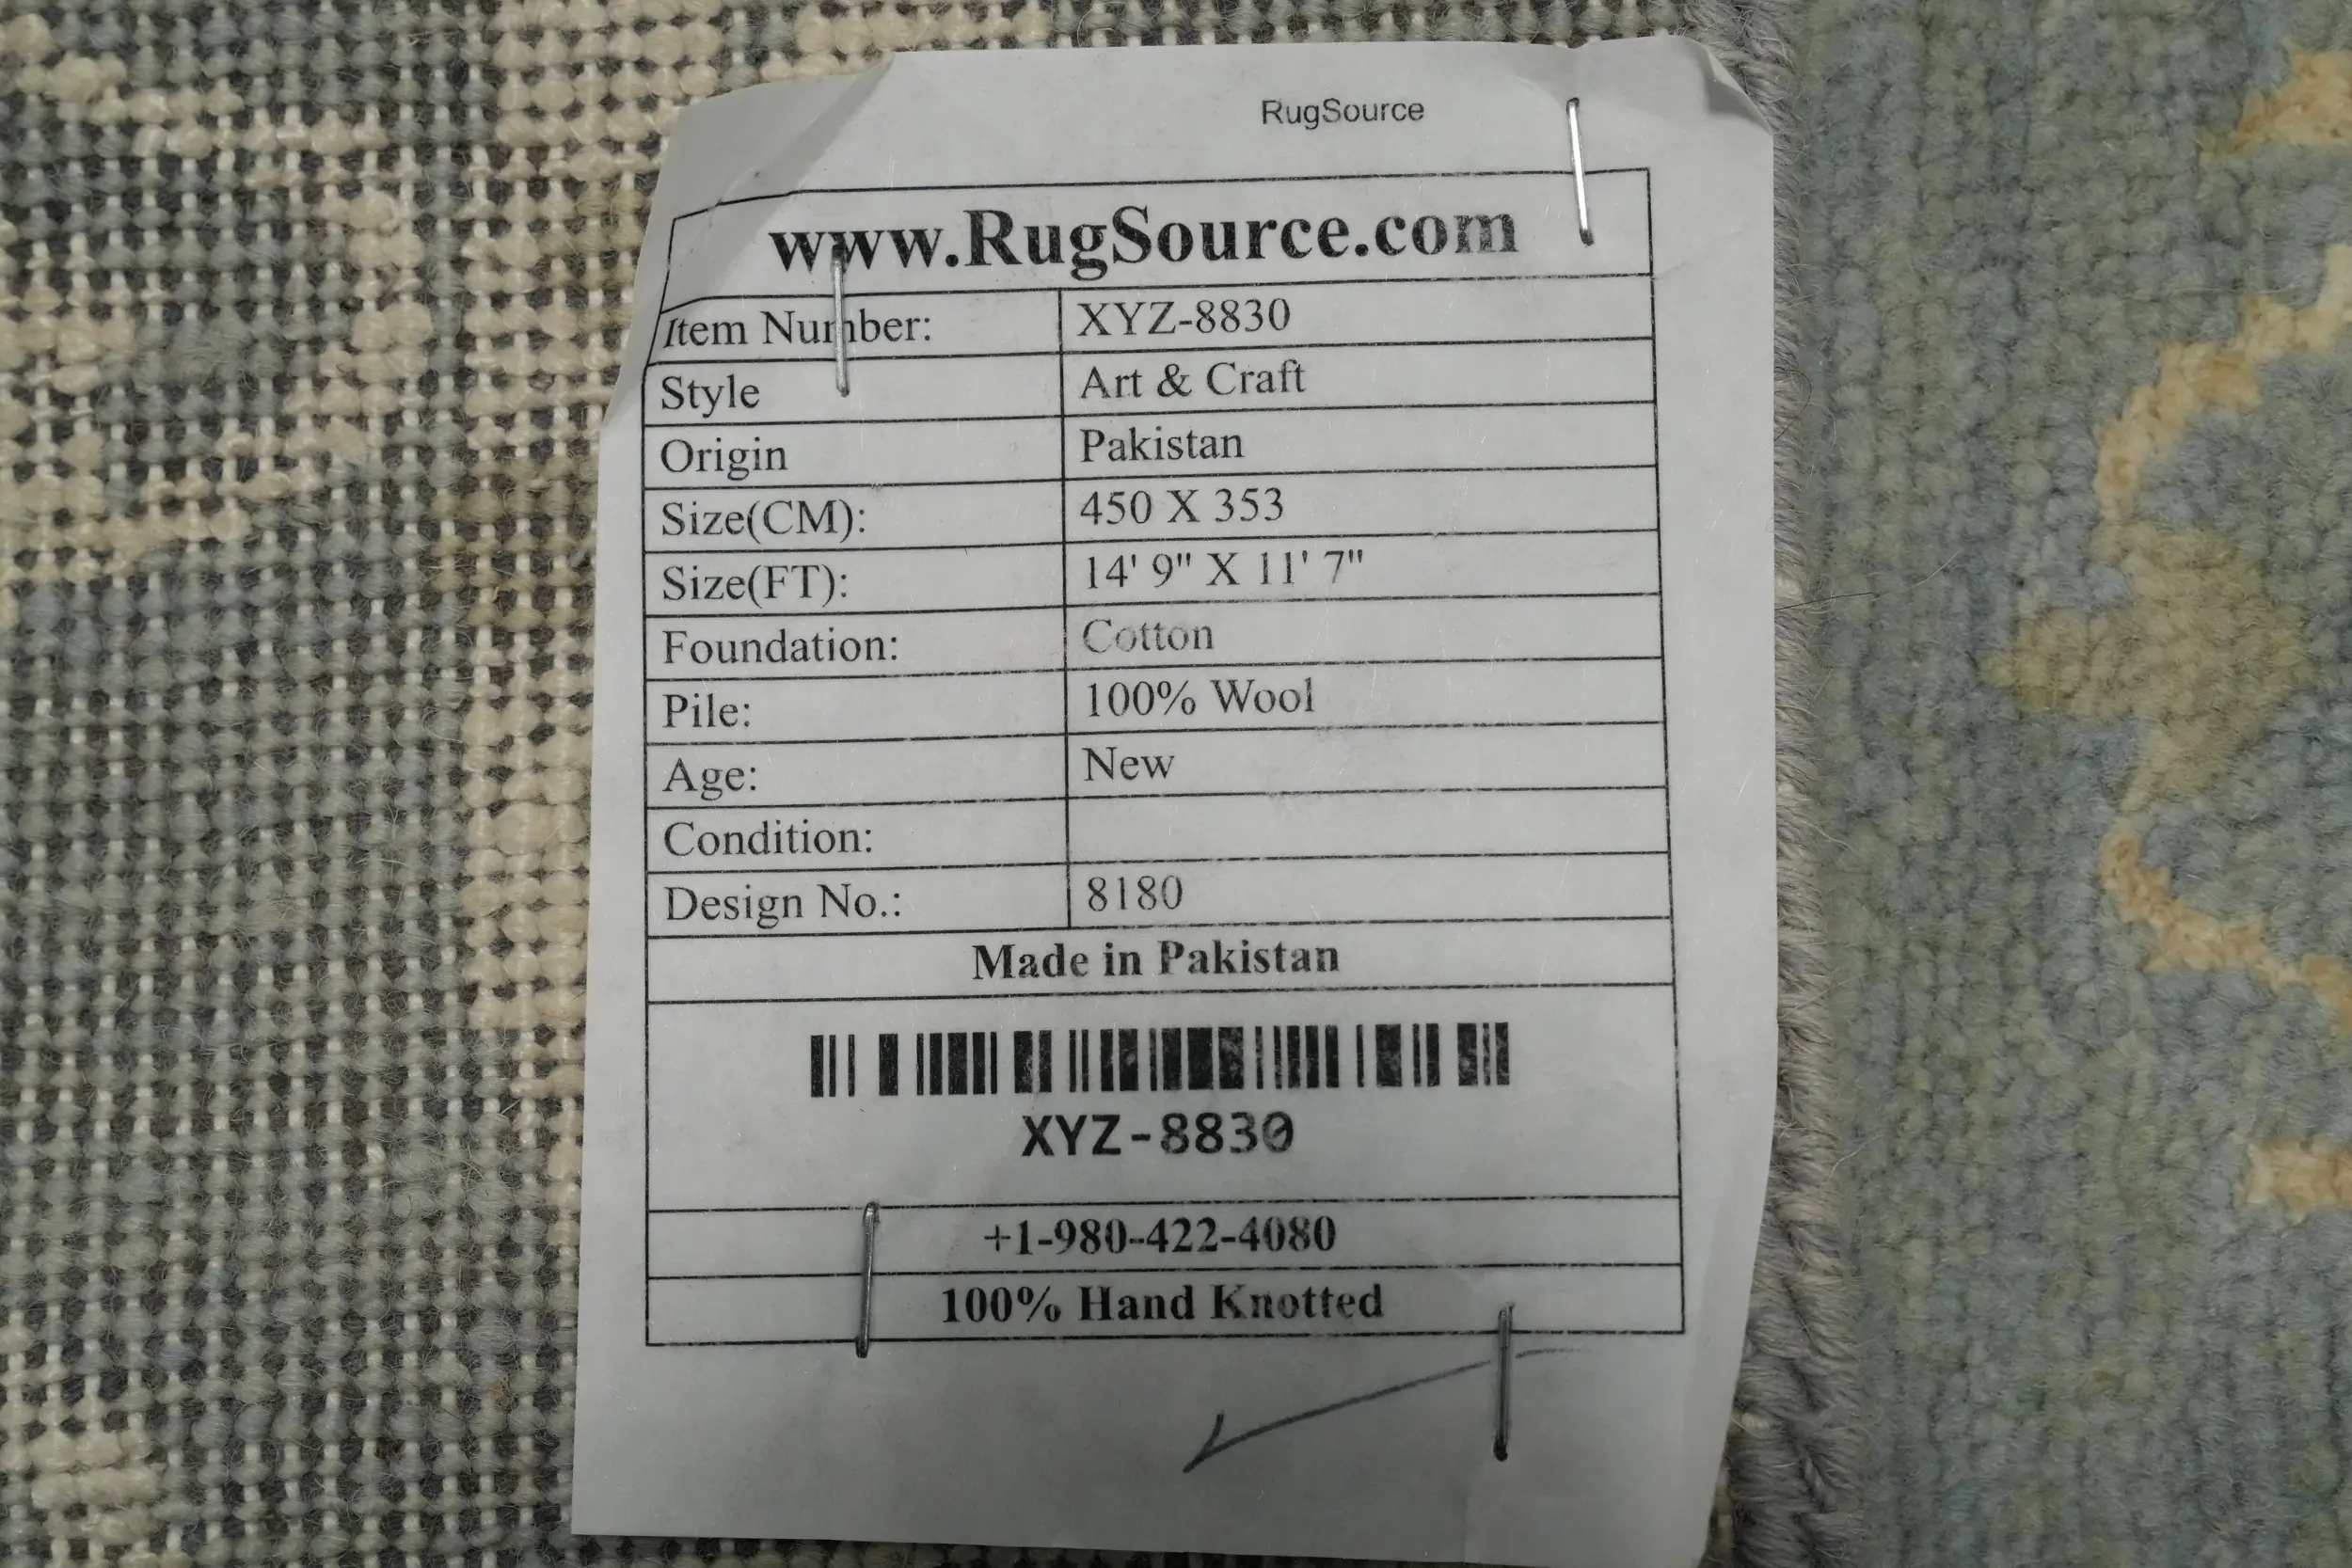 RugSource
www.RugSource.com
Item Number: XYZ-8830
Style Art & Craft
Origin Pakistan
Size(CM): 450 X 353
Size(FT): 14' 9" X 11' 7"
Foundation: Cotton
Pile: 100% Wool
Age: New
Condition:
Design No.: 8180
Made in Pakistan
XYZ-8830
+1-980-422-4080
100% Hand Knotted